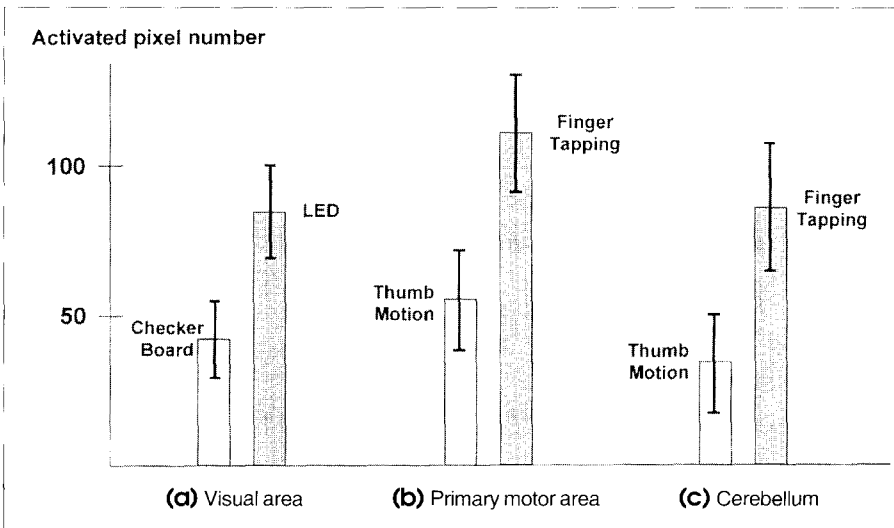 Activated pixel number
100
50
Checker
Board
LED
Thumb
Motion
Finger
Tapping
Thumb
Motion
Finger
Tapping
(a) Visual area
(b) Primary motor area
(c) Cerebellum